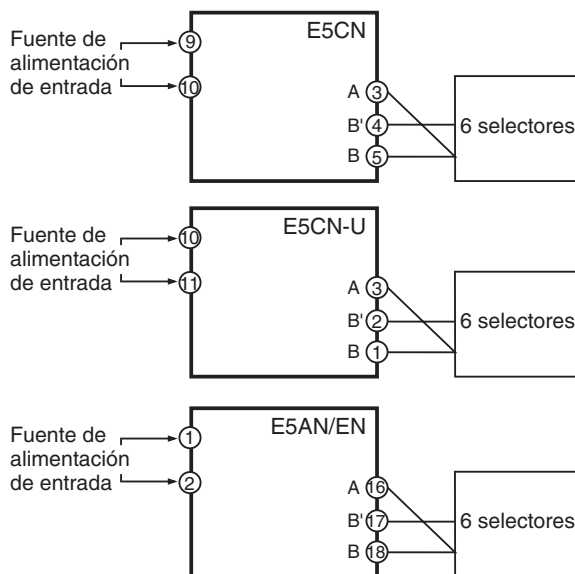 E5CN
Fuente de
alimentación
de entrada
9
10
A 3
B' 4
B 5
6 selectores
E5CN-U
Fuente de
alimentación
de entrada
10
11
A 3
B' 2
B 1
6 selectores
E5AN/EN
Fuente de
alimentación
de entrada
1
2
A 16
B' 17
B 18
6 selectores